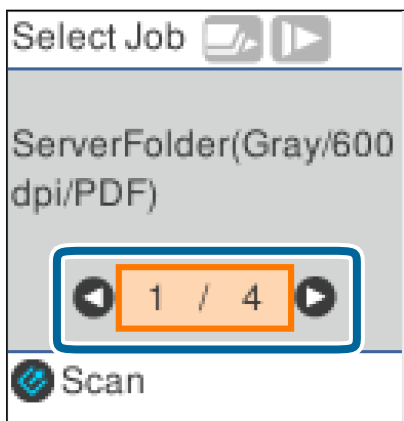 Select Job
ServerFolder(Gray/600
dpi/PDF)
1 / 4
Scan